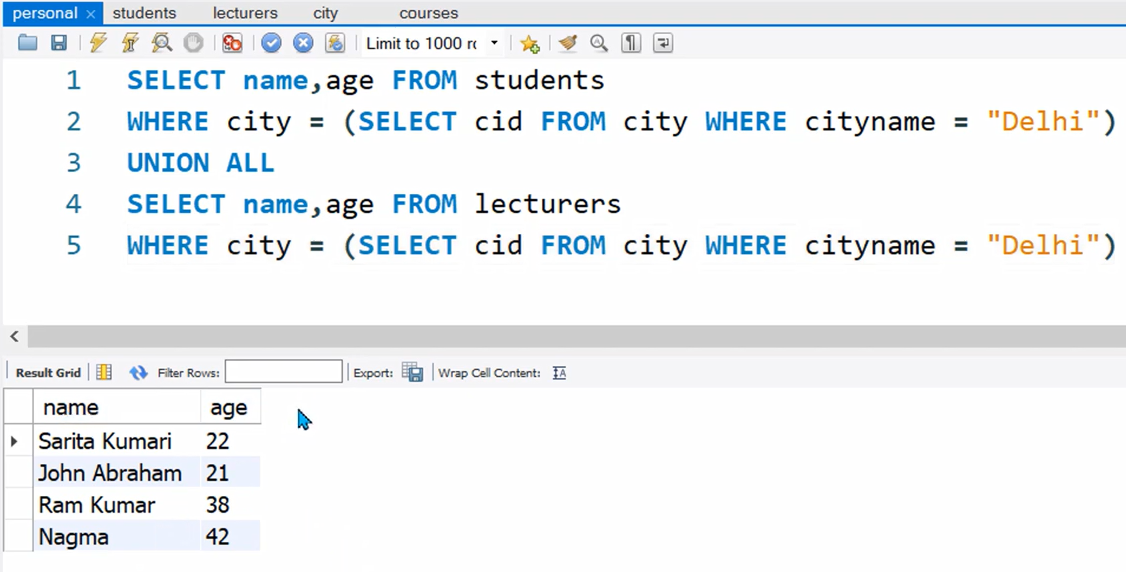 personal × students lecturers city courses
Limit to 1000 rc
1 SELECT name,age FROM students
2 WHERE city = (SELECT cid FROM city WHERE cityname = "Delhi")
3 UNION ALL
4 SELECT name,age FROM lecturers
5 WHERE city = (SELECT cid FROM city WHERE cityname = "Delhi")
Result Grid Filter Rows: Export: Wrap Cell Content: IA
name age
Sarita Kumari 22
John Abraham 21
Ram Kumar 38
Nagma 42